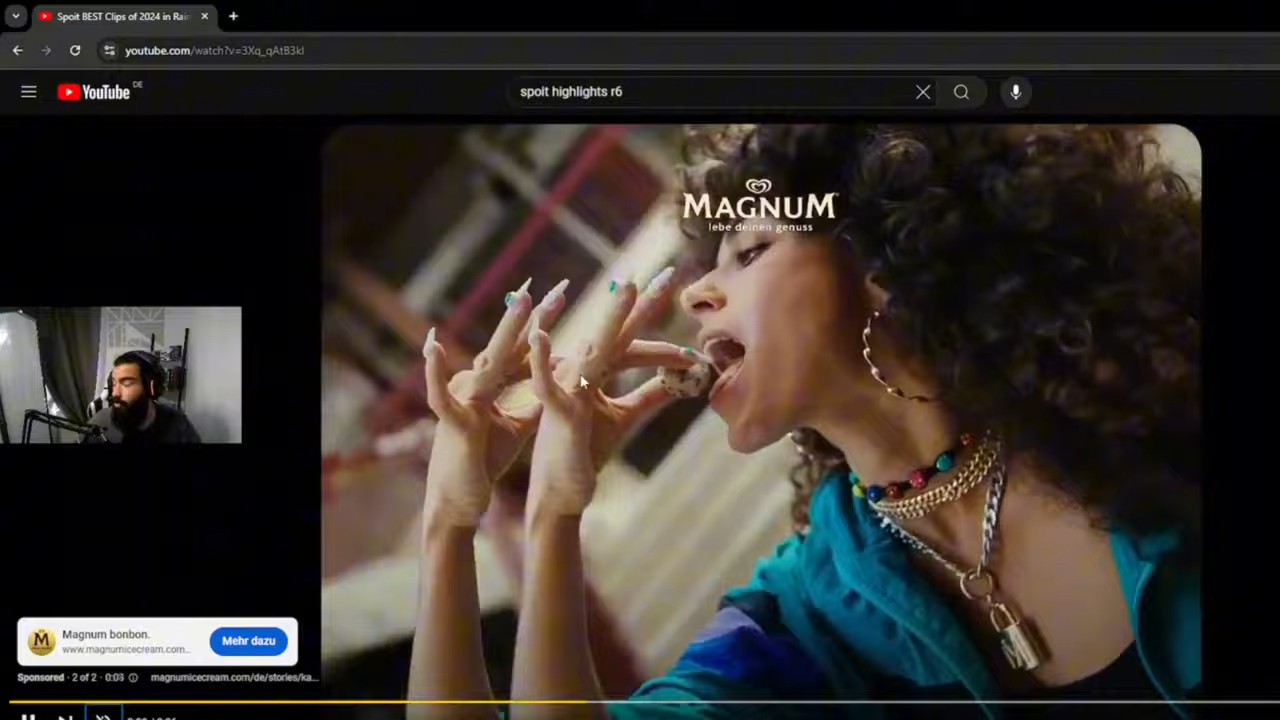 Spoit BEST Clips of 2024 in Rain
youtube.com/watch?v=3Xq_qAtB3kI
YouTube DE
spoit highlights r6
MAGNUM
lebe deinen genuss
M
Magnum bonbon.
www.magnumicecream.com...
Mehr dazu
Sponsored · 2 of 2 · 0:03
magnumicecream.com/de/stories/ka...